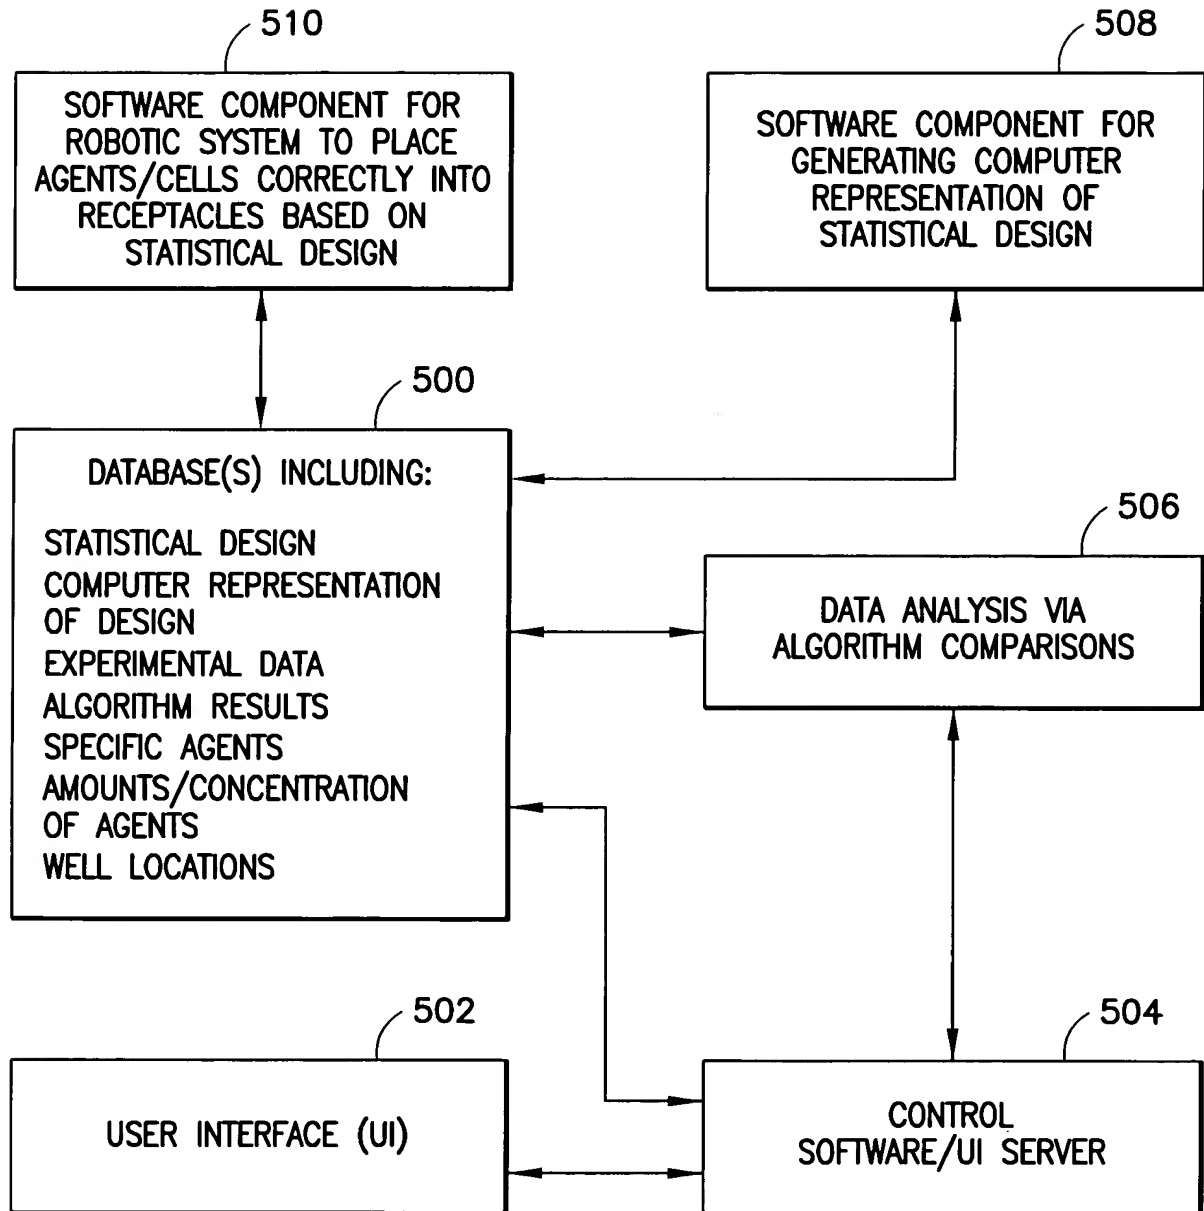 510
SOFTWARE COMPONENT FOR
ROBOTIC SYSTEM TO PLACE
AGENTS/CELLS CORRECTLY INTO
RECEPTACLES BASED ON
STATISTICAL DESIGN
508
SOFTWARE COMPONENT FOR
GENERATING COMPUTER
REPRESENTATION OF
STATISTICAL DESIGN
500
DATABASE(S) INCLUDING:
STATISTICAL DESIGN
COMPUTER REPRESENTATION
OF DESIGN
EXPERIMENTAL DATA
ALGORITHM RESULTS
SPECIFIC AGENTS
AMOUNTS/CONCENTRATION
OF AGENTS
WELL LOCATIONS
506
DATA ANALYSIS VIA
ALGORITHM COMPARISONS
502
USER INTERFACE (UI)
504
CONTROL
SOFTWARE/UI SERVER